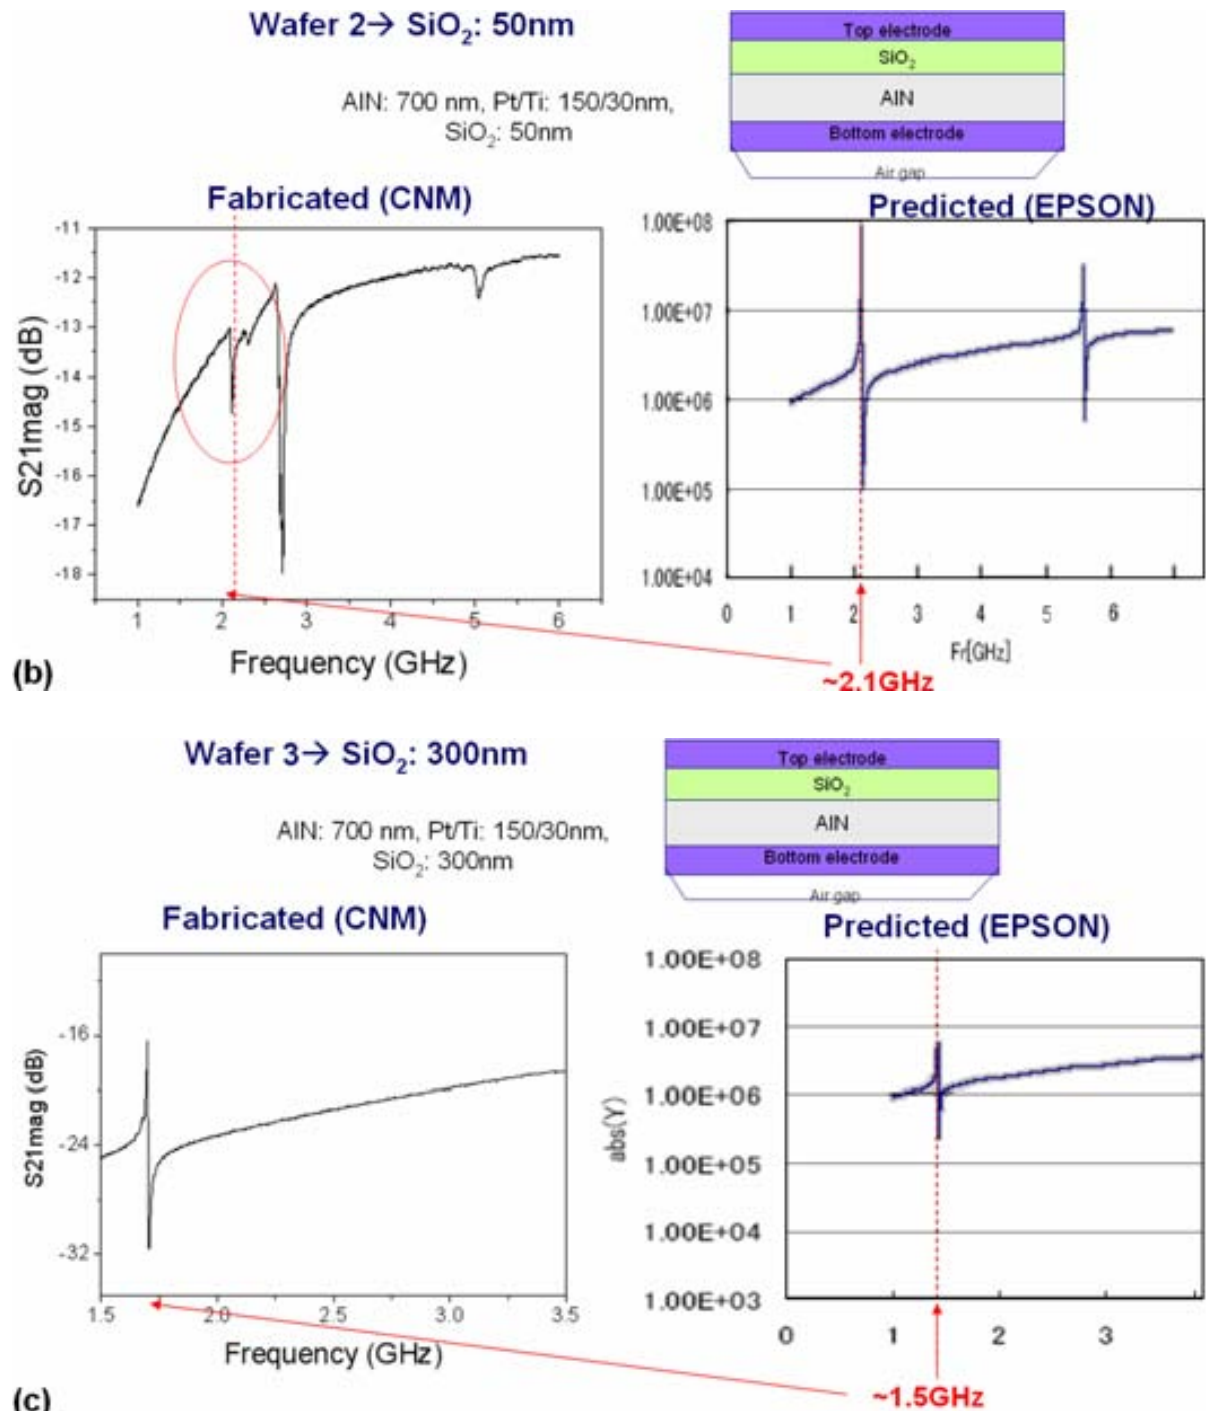 Wafer 2→ SiO₂: 50nm
AlN: 700 nm, Pt/Ti: 150/30nm,
SiO₂: 50nm
Top electrode
SiO₂
AlN
Bottom electrode
Air gap
Fabricated (CNM)
-11
-12
-13
-14
-15
-16
-17
-18
S21mag (dB)
1 2 3 4 5 6
Frequency (GHz)
Predicted (EPSON)
1.00E+08
1.00E+07
1.00E+06
1.00E+05
1.00E+04
0 1 2 3 4 5 6
Fr[GHz]
~2.1GHz
(b)
Wafer 3→ SiO₂: 300nm
AlN: 700 nm, Pt/Ti: 150/30nm,
SiO₂: 300nm
Top electrode
SiO₂
AlN
Bottom electrode
Air gap
Fabricated (CNM)
-16
-24
-32
S21mag (dB)
1.5 2.0 2.5 3.0 3.5
Frequency (GHz)
Predicted (EPSON)
1.00E+08
1.00E+07
1.00E+06
1.00E+05
1.00E+04
1.00E+03
abs(Y)
0 1 2 3
~1.5GHz
(c)